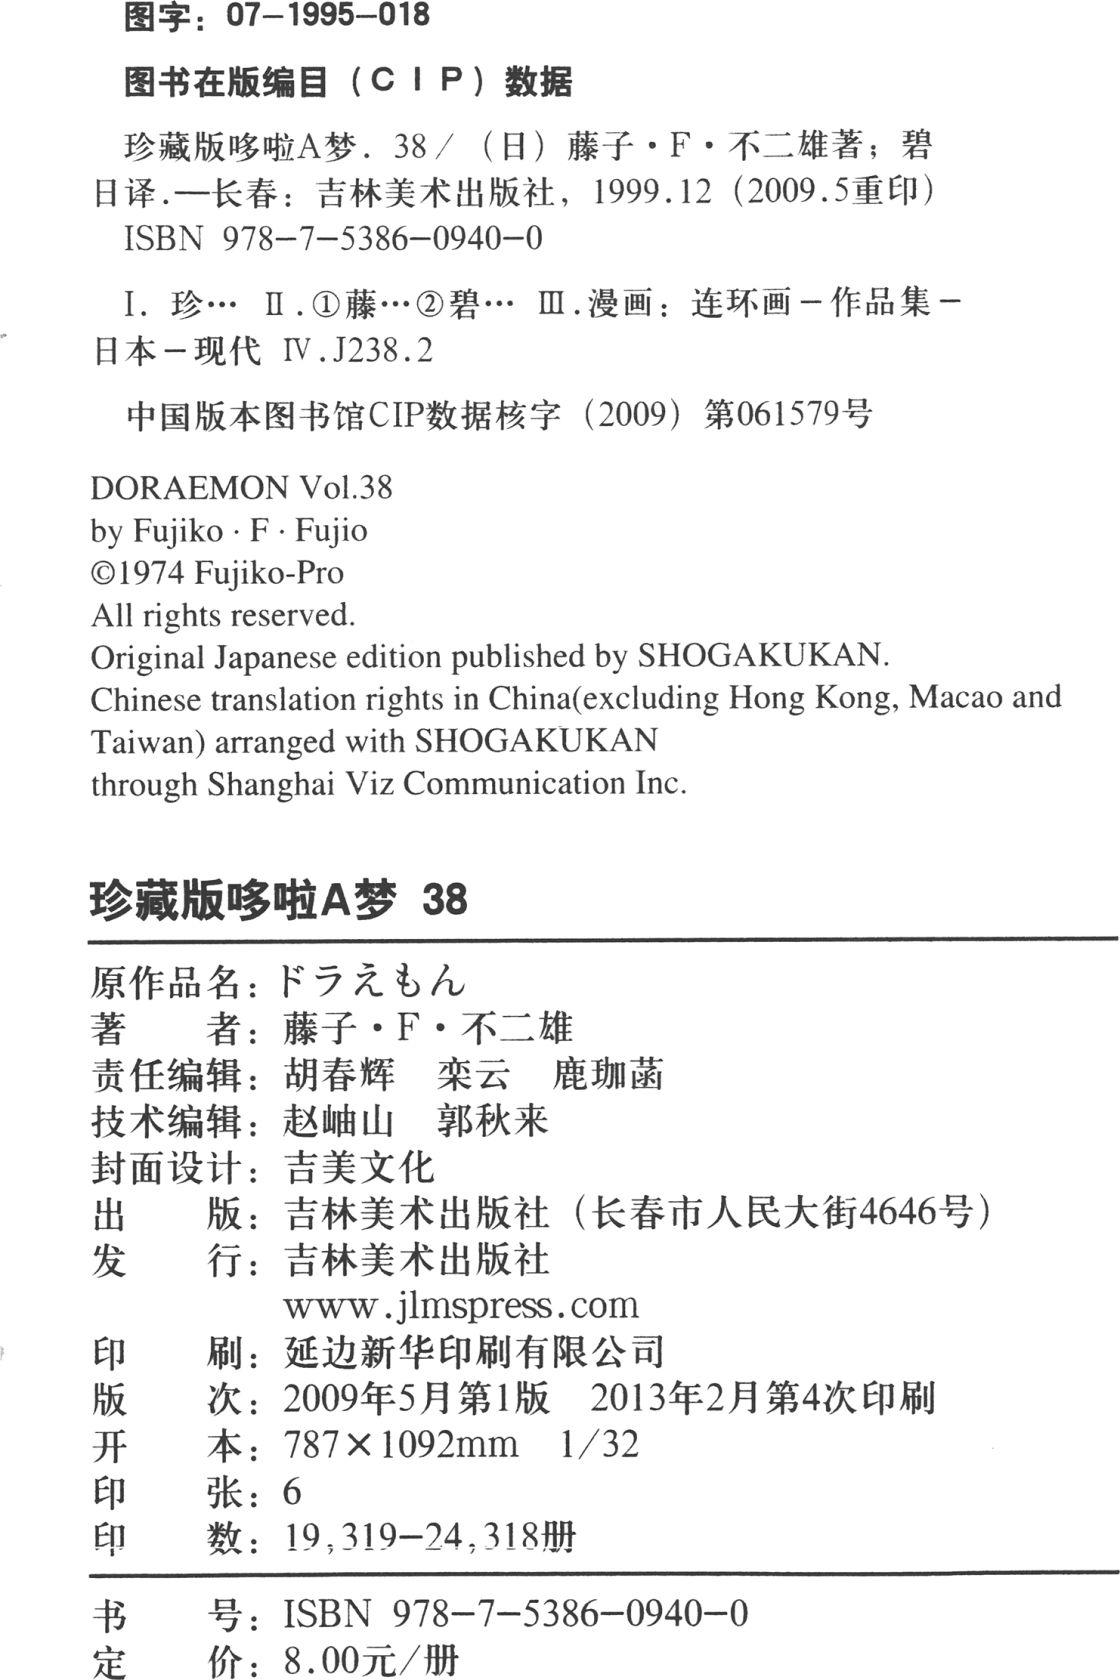 图字：07-1995-018
图书在版编目（CIP）数据
珍藏版哆啦A梦．38／（日）藤子・F・不二雄著；碧
日译.—长春：吉林美术出版社，1999.12（2009.5重印）
ISBN 978-7-5386-0940-0
Ⅰ. 珍… Ⅱ.①藤…②碧… Ⅲ.漫画：连环画－作品集－
日本－现代 Ⅳ.J238.2
中国版本图书馆CIP数据核字（2009）第061579号
DORAEMON Vol.38
by Fujiko · F · Fujio
©1974 Fujiko-Pro
All rights reserved.
Original Japanese edition published by SHOGAKUKAN.
Chinese translation rights in China(excluding Hong Kong, Macao and
Taiwan) arranged with SHOGAKUKAN
through Shanghai Viz Communication Inc.
珍藏版哆啦A梦 38
原作品名：ドラえもん
著　　者：藤子・F・不二雄
责任编辑：胡春辉　栾云　鹿珈菡
技术编辑：赵岫山　郭秋来
封面设计：吉美文化
出　　版：吉林美术出版社（长春市人民大街4646号）
发　　行：吉林美术出版社
www.jlmspress.com
印　　刷：延边新华印刷有限公司
版　　次：2009年5月第1版　2013年2月第4次印刷
开　　本：787×1092mm　1/32
印　　张：6
印　　数：19,319-24,318册
书　　号：ISBN 978-7-5386-0940-0
定　　价：8.00元／册